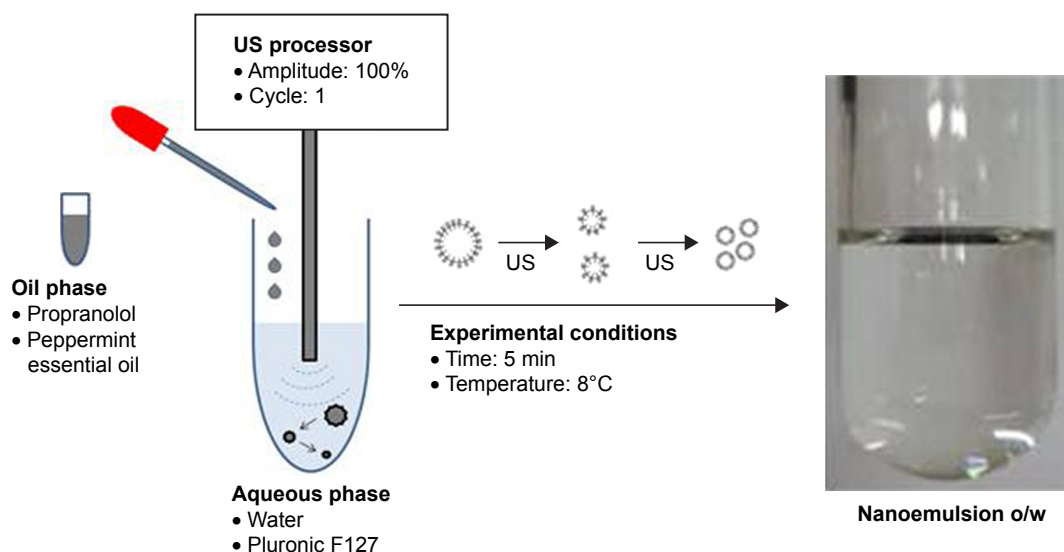 US processor
• Amplitude: 100%
• Cycle: 1
Oil phase
• Propranolol
• Peppermint
essential oil
US
US
Experimental conditions
• Time: 5 min
• Temperature: 8°C
Aqueous phase
• Water
• Pluronic F127
Nanoemulsion o/w